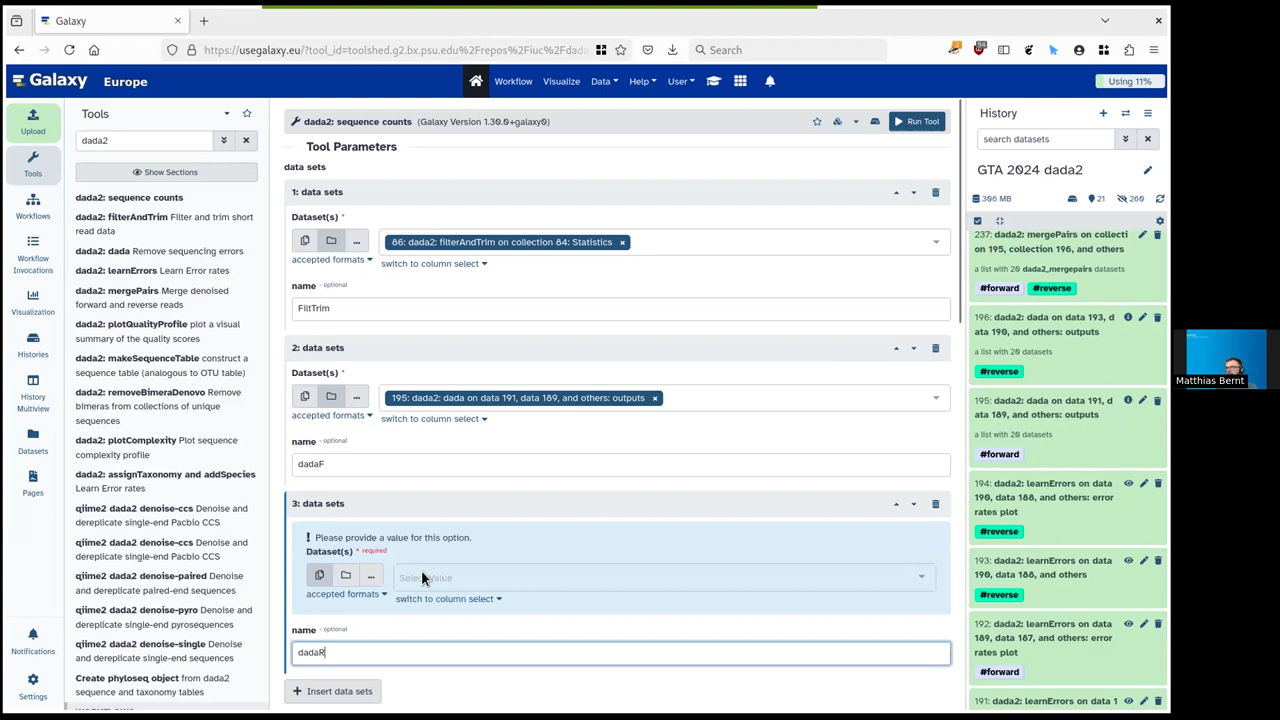 Galaxy
https://usegalaxy.eu/?tool_id=toolshed.g2.bx.psu.edu%2Frepos%2Fiuc%2Fdad
Search
Galaxy Europe
Workflow Visualize Data Help User
Using 11%
Upload
Tools
Workflows
Workflow
Invocations
Visualization
Histories
History
Multiview
Datasets
Pages
Notifications
Settings
Tools
dada2
Show Sections
dada2: sequence counts
dada2: filterAndTrim Filter and trim short
read data
dada2: dada Remove sequencing errors
dada2: learnErrors Learn Error rates
dada2: mergePairs Merge denoised
forward and reverse reads
dada2: plotQualityProfile plot a visual
summary of the quality scores
dada2: makeSequenceTable construct a
sequence table (analogous to OTU table)
dada2: removeBimeraDenovo Remove
bimeras from collections of unique
sequences
dada2: plotComplexity Plot sequence
complexity profile
dada2: assignTaxonomy and addSpecies
Learn Error rates
qiime2 dada2 denoise-ccs Denoise and
dereplicate single-end Pacbio CCS
qiime2 dada2 denoise-ccs Denoise and
dereplicate single-end Pacbio CCS
qiime2 dada2 denoise-paired Denoise
and dereplicate paired-end sequences
qiime2 dada2 denoise-pyro Denoise and
dereplicate single-end pyrosequences
qiime2 dada2 denoise-single Denoise
and dereplicate single-end sequences
Create phyloseq object from dada2
sequence and taxonomy tables
dada2: sequence counts (Galaxy Version 1.30.0+galaxy0)
Run Tool
Tool Parameters
data sets
1: data sets
Dataset(s) *
86: dada2: filterAndTrim on collection 84: Statistics
accepted formats
switch to column select
name - optional
FiltTrim
2: data sets
Dataset(s) *
195: dada2: dada on data 191, data 189, and others: outputs
accepted formats
switch to column select
name - optional
dadaF
3: data sets
! Please provide a value for this option.
Dataset(s) * required
Select Value
accepted formats
switch to column select
name - optional
dadaR
+ Insert data sets
History
search datasets
GTA 2024 dada2
306 MB 21 260
237: dada2: mergePairs on collecti
on 195, collection 196, and others
a list with 20 dada2_mergepairs datasets
#forward #reverse
196: dada2: dada on data 193, d
ata 190, and others: outputs
a list with 20 datasets
#reverse
195: dada2: dada on data 191, d
ata 189, and others: outputs
a list with 20 datasets
#forward
194: dada2: learnErrors on data
190, data 188, and others: error
rates plot
#reverse
193: dada2: learnErrors on data
190, data 188, and others
#reverse
192: dada2: learnErrors on data
189, data 187, and others: error
rates plot
#forward
191: dada2: learnErrors on data 1
Matthias Bernt